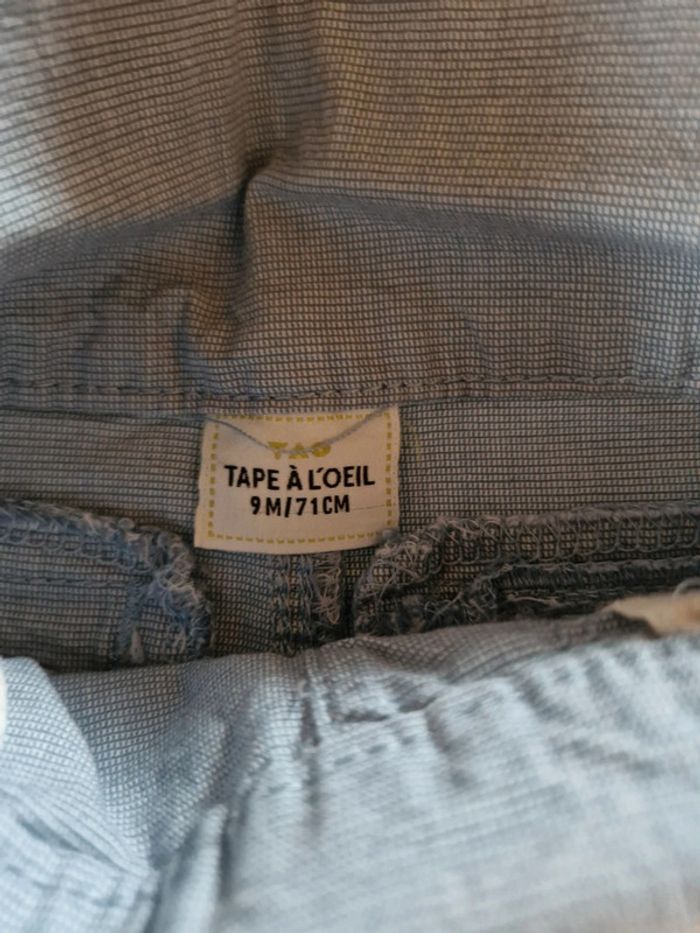 TAO
TAPE À L'OEIL
9M/71CM